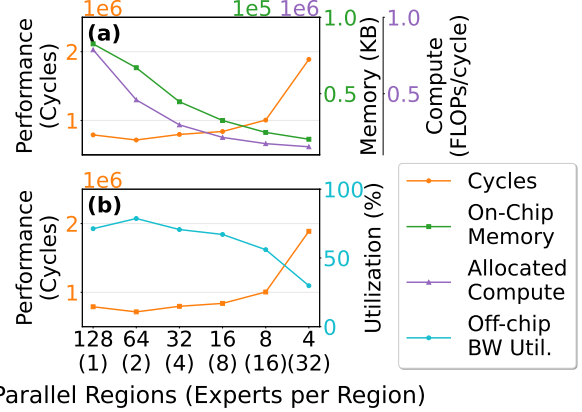 1e6 1e5 1e6
(a)
Performance
(Cycles)
2
1
1.0
0.5
Memory (KB)
1.0
0.5
Compute
(FLOPs/cycle)
1e6
(b)
Performance
(Cycles)
2
1
100
50
0
Utilization (%)
128 64 32 16 8 4
(1) (2) (4) (8) (16)(32)
Parallel Regions (Experts per Region)
Cycles
On-Chip
Memory
Allocated
Compute
Off-chip
BW Util.